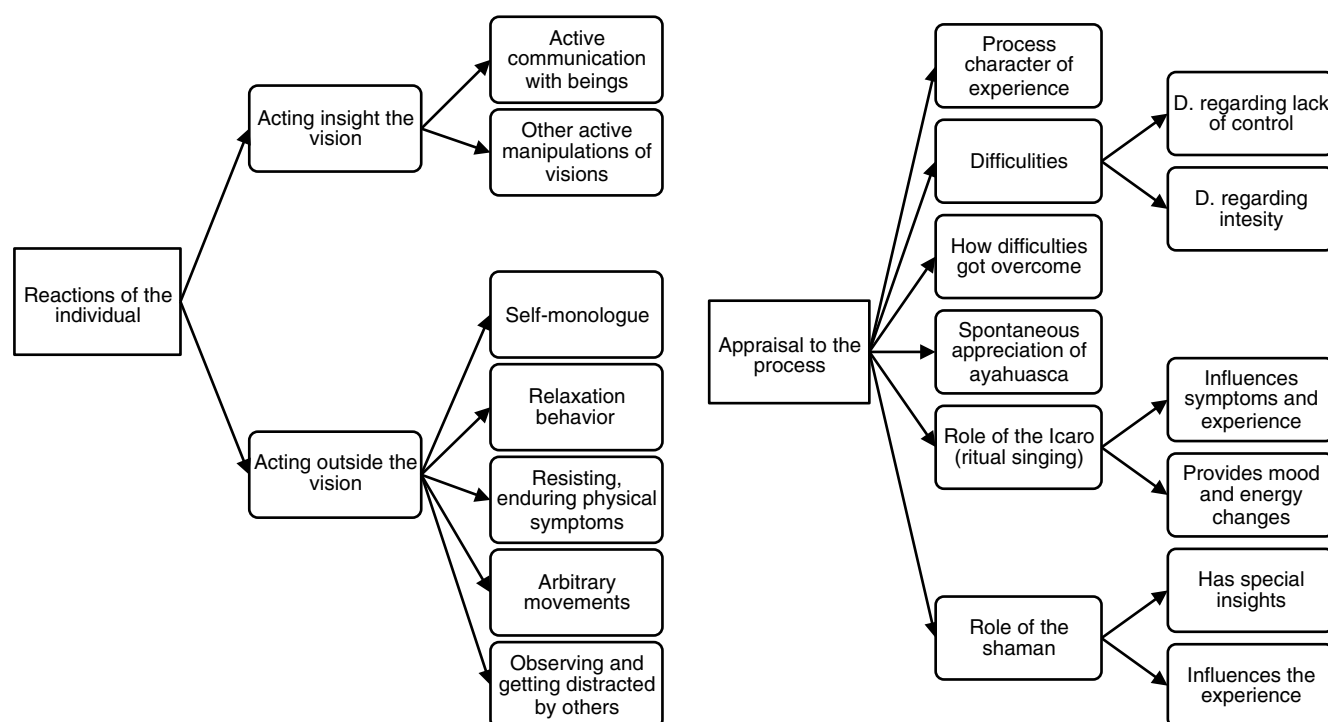 Reactions of the
individual
Acting insight the
vision
Active
communication
with beings
Other active
manipulations of
visions
Acting outside the
vision
Self-monologue
Relaxation
behavior
Resisting,
enduring physical
symptoms
Arbitrary
movements
Observing and
getting distracted
by others
Appraisal to the
process
Process
character of
experience
Difficulities
D. regarding lack
of control
D. regarding
intesity
How difficulties
got overcome
Spontaneous
appreciation of
ayahuasca
Role of the Icaro
(ritual singing)
Influences
symptoms and
experience
Provides mood
and energy
changes
Role of the
shaman
Has special
insights
Influences the
experience